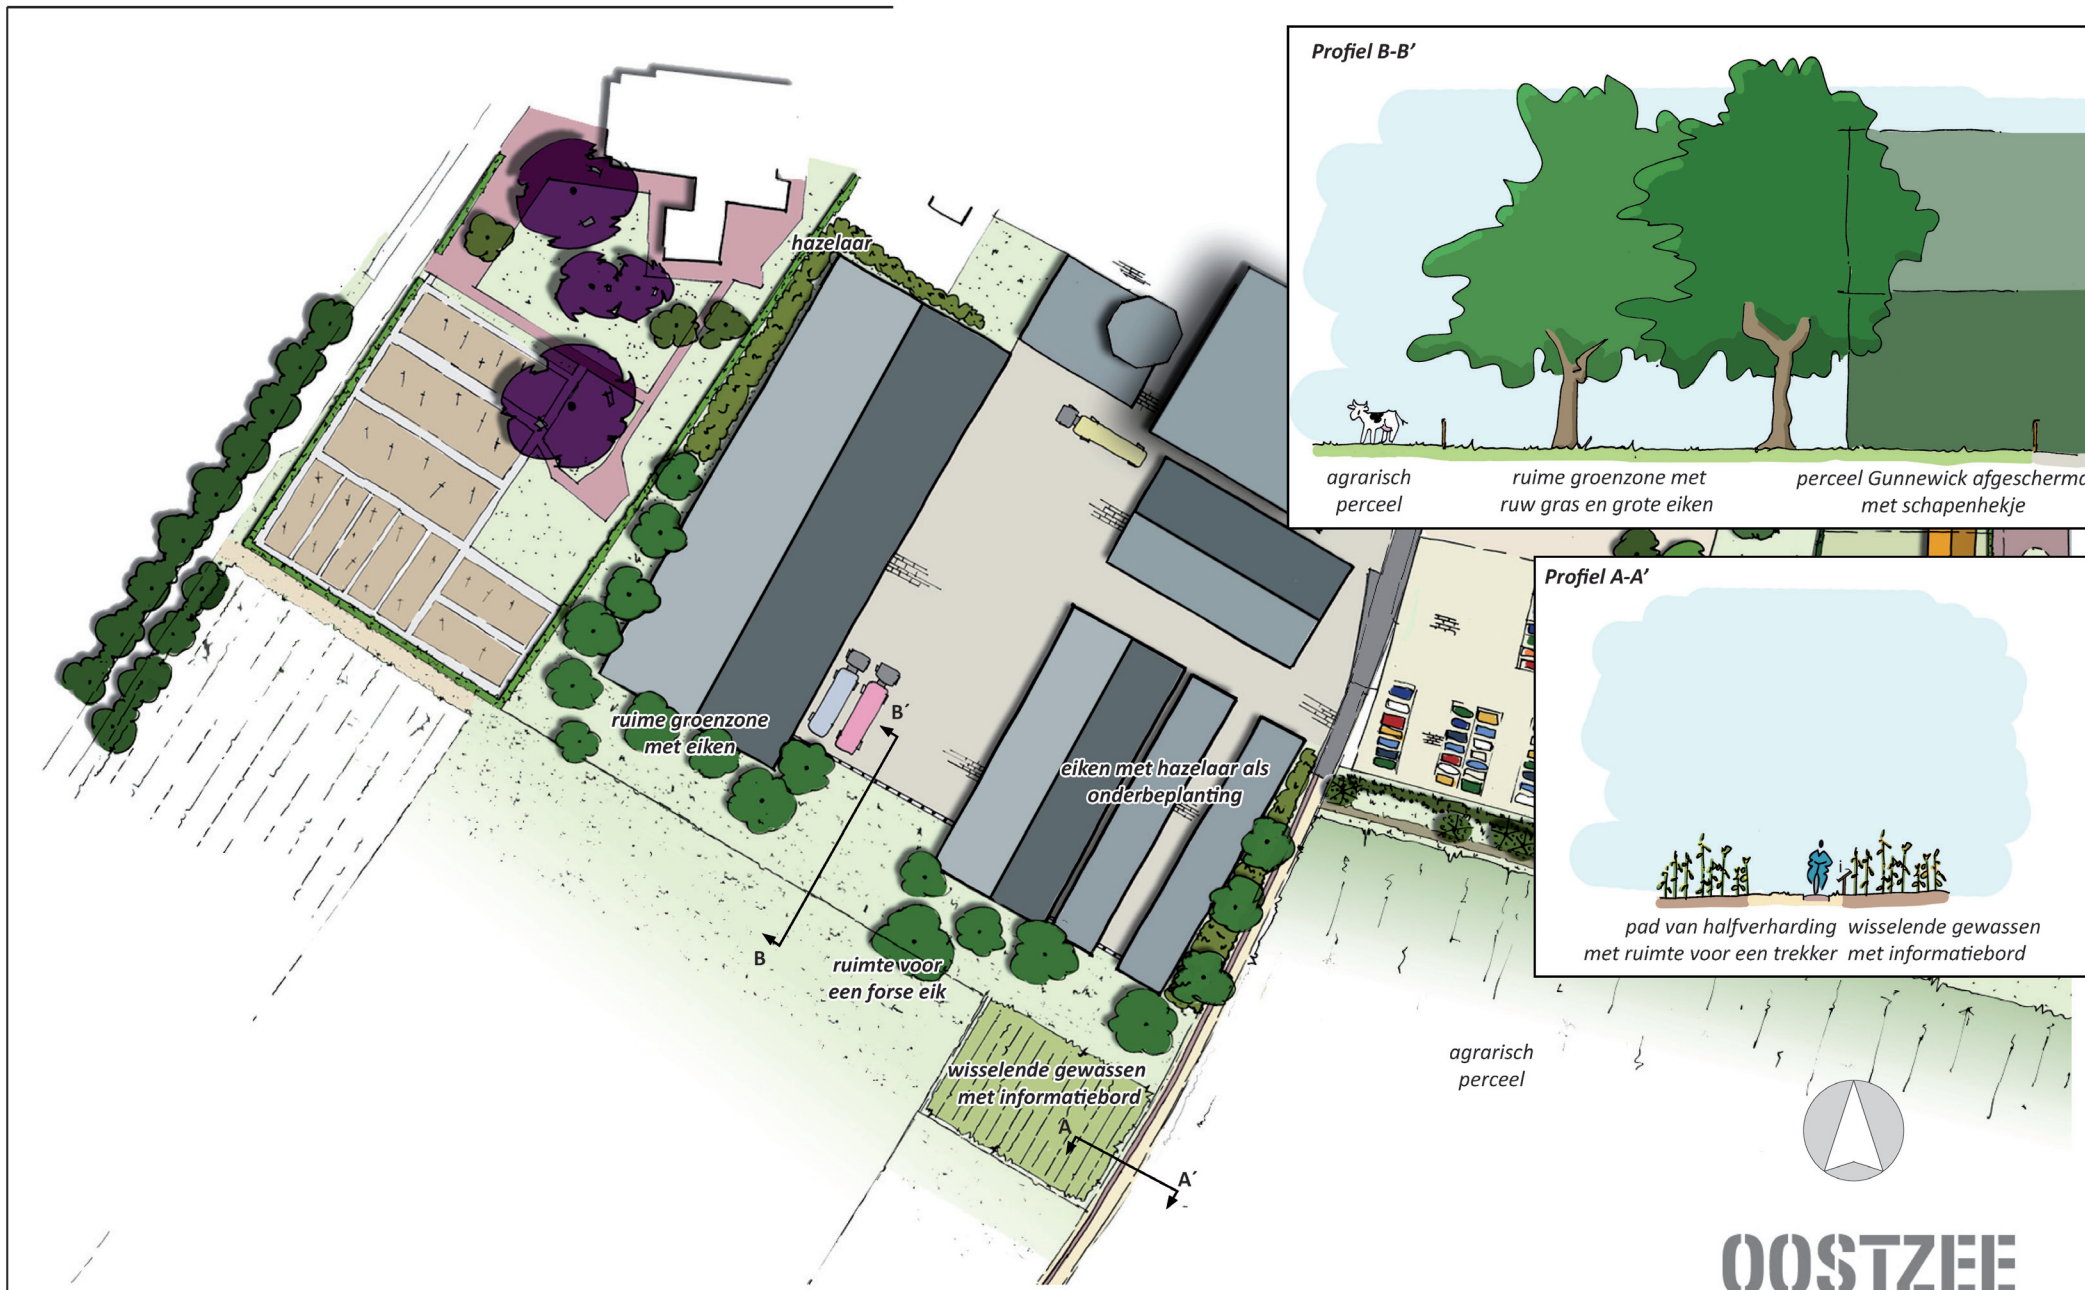 Profiel B-B’
agrarisch
perceel
ruime groenzone met
ruw gras en grote eiken
perceel Gunnewick afgescherma
met schapenhekje
hazelaar
Profiel A-A’
pad van halfverharding
met ruimte voor een trekker
wisselende gewassen
met informatiebord
ruime groenzone
met eiken
B´
B
eiken met hazelaar als
onderbeplanting
ruimte voor
een forse eik
wisselende gewassen
met informatiebord
A
A´
agrarisch
perceel
OOSTZEE